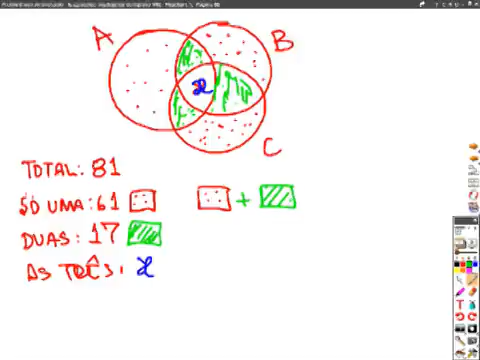 A
B
x
C
TOTAL: 81
SÓ UMA: 61 +
DUAS: 17
AS TRÊS: x